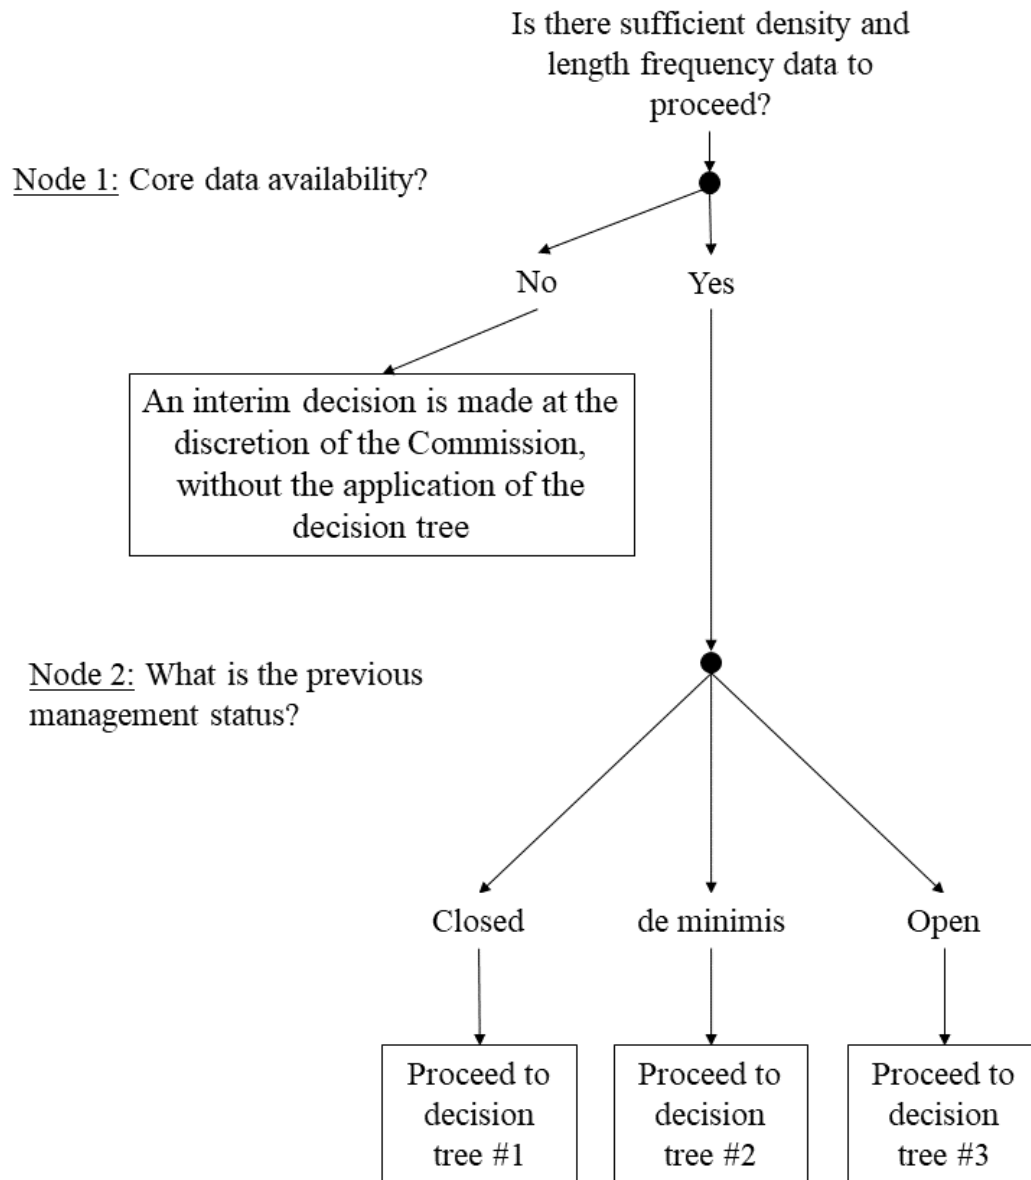 Is there sufficient density and
length frequency data to
proceed?
Node 1: Core data availability?
No
Yes
An interim decision is made at the
discretion of the Commission,
without the application of the
decision tree
Node 2: What is the previous
management status?
Closed
de minimis
Open
Proceed to
decision
tree #1
Proceed to
decision
tree #2
Proceed to
decision
tree #3